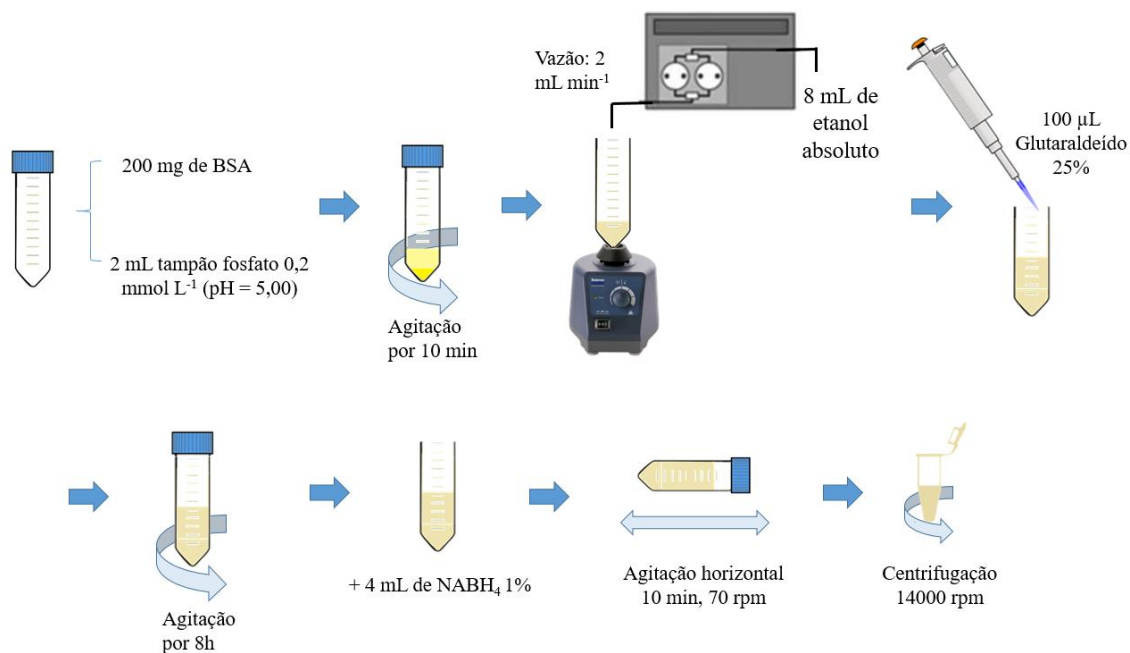 Vazão: 2
mL min⁻¹
8 mL de
etanol
absoluto
100 µL
Glutaraldeído
25%
200 mg de BSA
2 mL tampão fosfato 0,2
mmol L⁻¹ (pH = 5,00)
Agitação
por 10 min
Agitação
por 8h
+ 4 mL de NABH₄ 1%
Agitação horizontal
10 min, 70 rpm
Centrifugação
14000 rpm